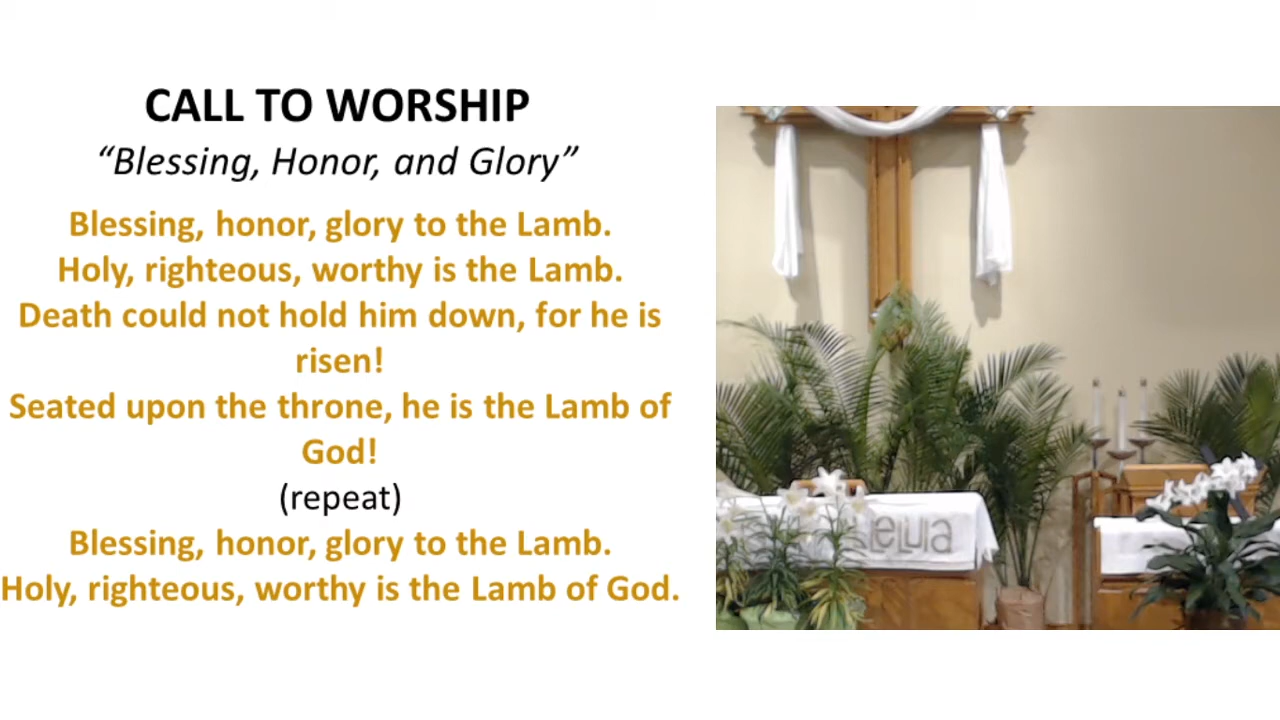 CALL TO WORSHIP
“Blessing, Honor, and Glory”
Blessing, honor, glory to the Lamb.
Holy, righteous, worthy is the Lamb.
Death could not hold him down, for he is
risen!
Seated upon the throne, he is the Lamb of
God!
(repeat)
Blessing, honor, glory to the Lamb.
Holy, righteous, worthy is the Lamb of God.